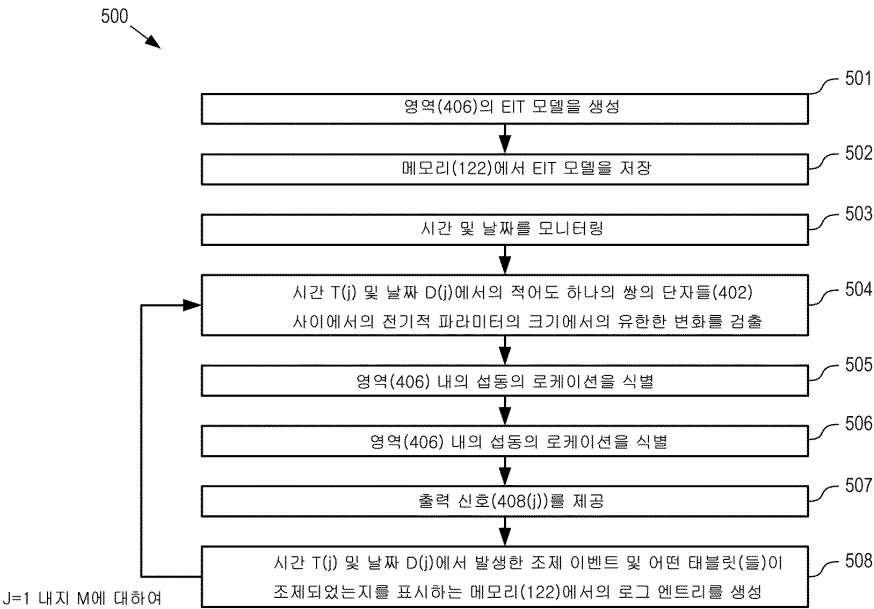 500
501
영역(406)의 EIT 모델을 생성
502
메모리(122)에서 EIT 모델을 저장
503
시간 및 날짜를 모니터링
504
시간 T(j) 및 날짜 D(j)에서의 적어도 하나의 쌍의 단자들(402)
사이에서의 전기적 파라미터의 크기에서의 유한한 변화를 검출
505
영역(406) 내의 섭동의 로케이션을 식별
506
영역(406) 내의 섭동의 로케이션을 식별
507
출력 신호(408(j))를 제공
508
시간 T(j) 및 날짜 D(j)에서 발생한 조제 이벤트 및 어떤 태블릿(들)이
조제되었는지를 표시하는 메모리(122)에서의 로그 엔트리를 생성
J=1 내지 M에 대하여